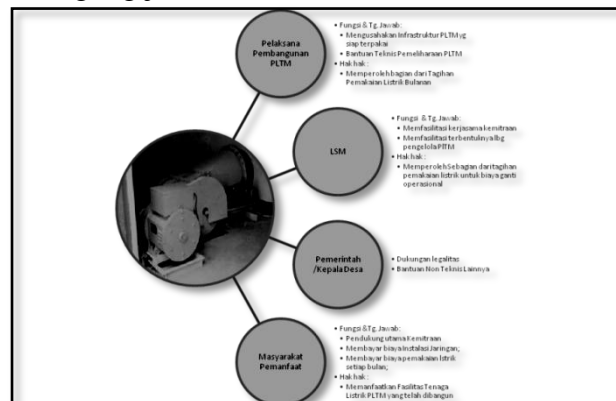 Pelaksana
Pembangunan
PLTM
• Fungsi & Tg. Jawab:
• Mengusahakan Infrastruktur PLTM yg
siap terpakai
• Bantuan Teknis Pemeliharaan PLTM
• Hak hak :
• Memperoleh bagian dari Tagihan
Pemakaian Listrik Bulanan
LSM
• Fungsi & Tg. Jawab:
• Memfasilitasi kerjasama kemitraan
• Memfasilitasi terbentuknya lbg
pengelola PlTM
• Hak hak:
• Memperoleh Sebagian dari tagihan
pemakaian listrik untuk biaya ganti
operasional
Pemerintah
/Kepala Desa
• Dukungan legalitas
• Bantuan Non Teknis Lainnya
Masyarakat
Pemanfaat
• Fungsi & Tg. Jawab:
• Pendukung utama Kemitraan
• Membayar biaya Instalasi Jaringan;
• Membayar biaya pemakaian listrik
setiap bulan;
• Hak hak :
• Memanfaatkan Fasilitas Tenaga
Listrik PLTM yang telah dibangun